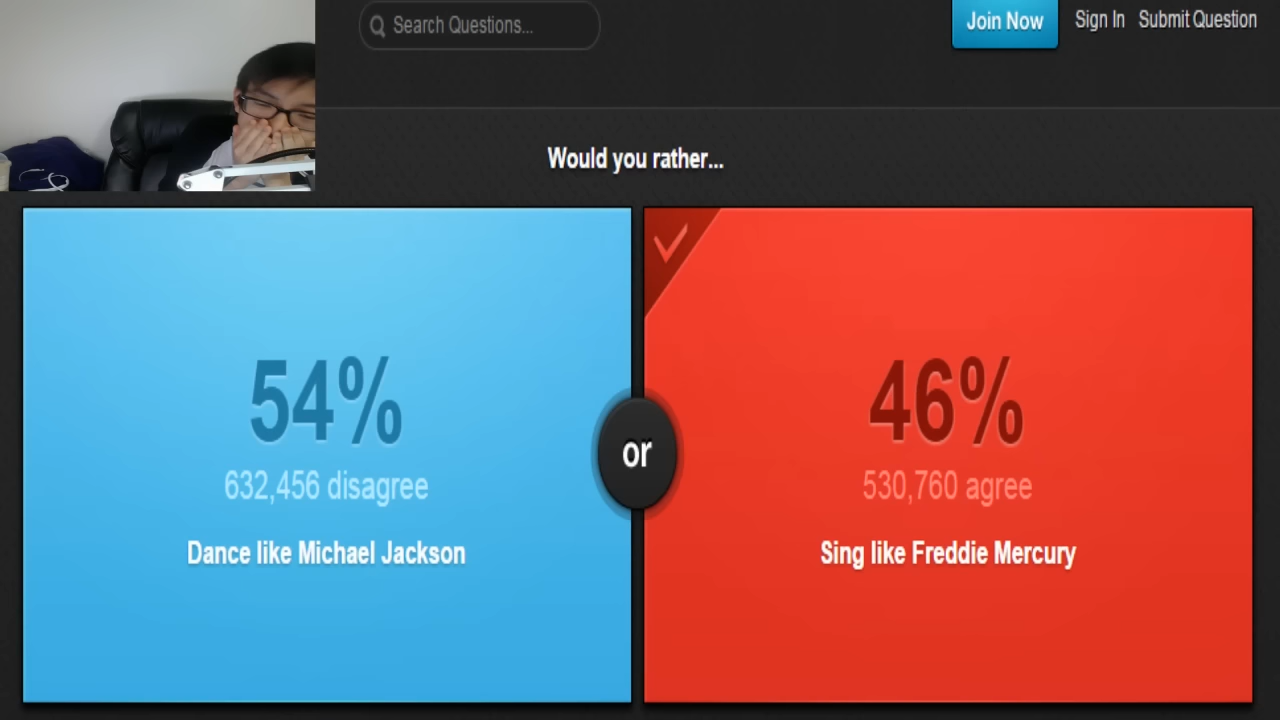 Search Questions...
Join Now
Sign In
Submit Question
Would you rather...
54%
632,456 disagree
Dance like Michael Jackson
or
46%
530,760 agree
Sing like Freddie Mercury